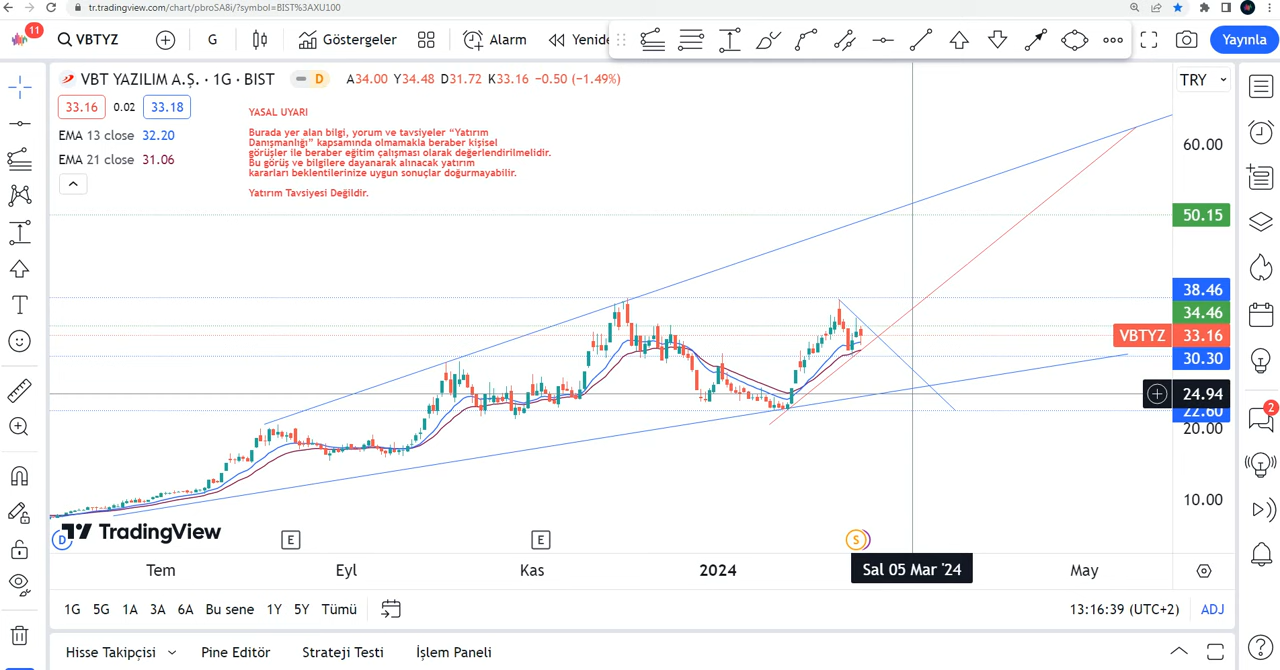 tr.tradingview.com/chart/pbroSA8i/?symbol=BIST%3AXU100
11
VBTYZ
G
Göstergeler
Alarm
Yenide
Yayınla
VBT YAZILIM A.Ş. · 1G · BIST
D
A34.00 Y34.48 D31.72 K33.16 −0.50 (−1.49%)
TRY
33.16
0.02
33.18
EMA 13 close 32.20
EMA 21 close 31.06
YASAL UYARI
Burada yer alan bilgi, yorum ve tavsiyeler “Yatırım
Danışmanlığı” kapsamında olmamakla beraber kişisel
görüşler ile beraber eğitim çalışması olarak değerlendirilmelidir.
Bu görüş ve bilgilere dayanarak alınacak yatırım
kararları beklentilerinize uygun sonuçlar doğurmayabilir.
Yatırım Tavsiyesi Değildir.
60.00
50.15
38.46
34.46
VBTYZ 33.16
30.30
24.94
22.60
20.00
10.00
2
TradingView
D
E
E
S
Tem
Eyl
Kas
2024
Sal 05 Mar '24
May
1G 5G 1A 3A 6A Bu sene 1Y 5Y Tümü
13:16:39 (UTC+2)
ADJ
Hisse Takipçisi
Pine Editör
Strateji Testi
İşlem Paneli